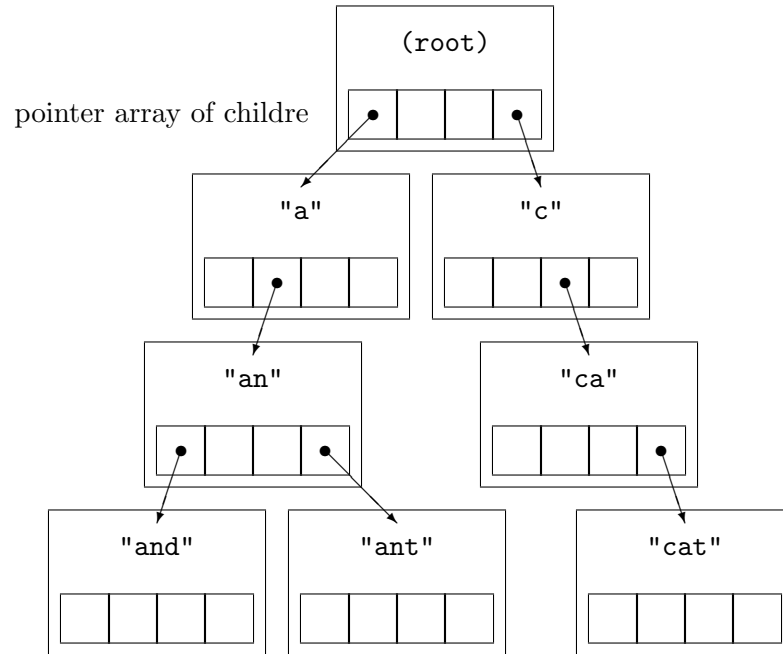 (root)
pointer array of childre
"a"
"c"
"an"
"ca"
"and"
"ant"
"cat"